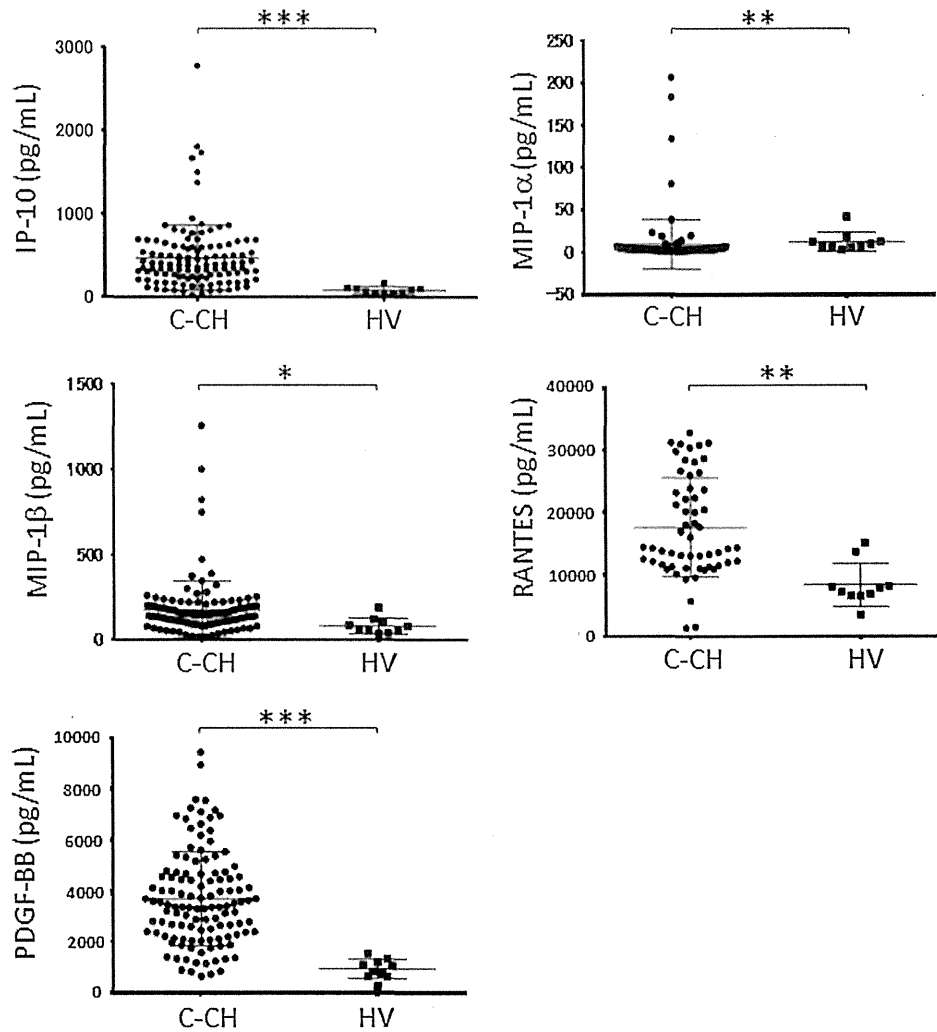 ***
IP-10 (pg/mL)
3000
2000
1000
0
C-CH
HV
**
MIP-1α (pg/mL)
250
200
150
100
50
0
−50
C-CH
HV
*
MIP-1β (pg/mL)
1500
1000
500
0
C-CH
HV
**
RANTES (pg/mL)
40000
30000
20000
10000
0
C-CH
HV
***
PDGF-BB (pg/mL)
10000
8000
6000
4000
2000
0
C-CH
HV